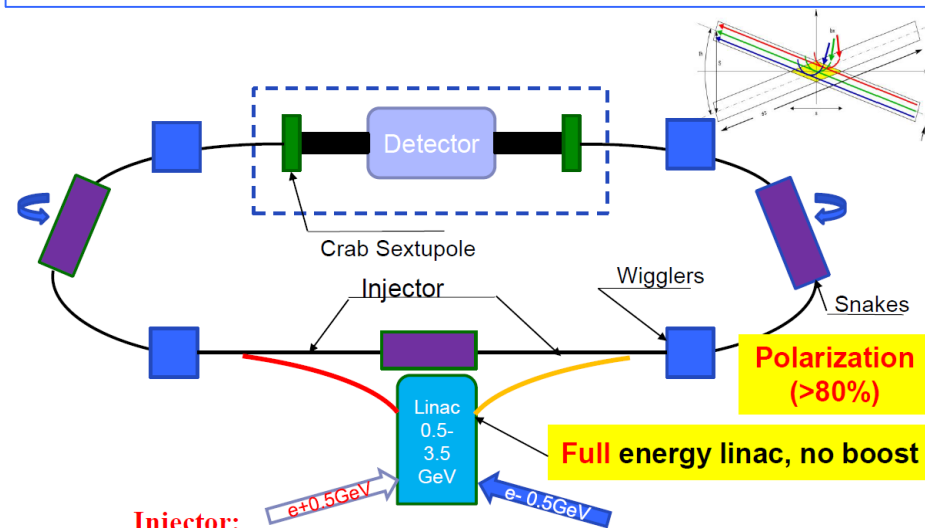 Detector
Crab Sextupole
Injector
Wigglers
Snakes
Polarization
(>80%)
Linac
0.5-
3.5
GeV
Full energy linac, no boost
e+0.5GeV
e- 0.5GeV
Injector: